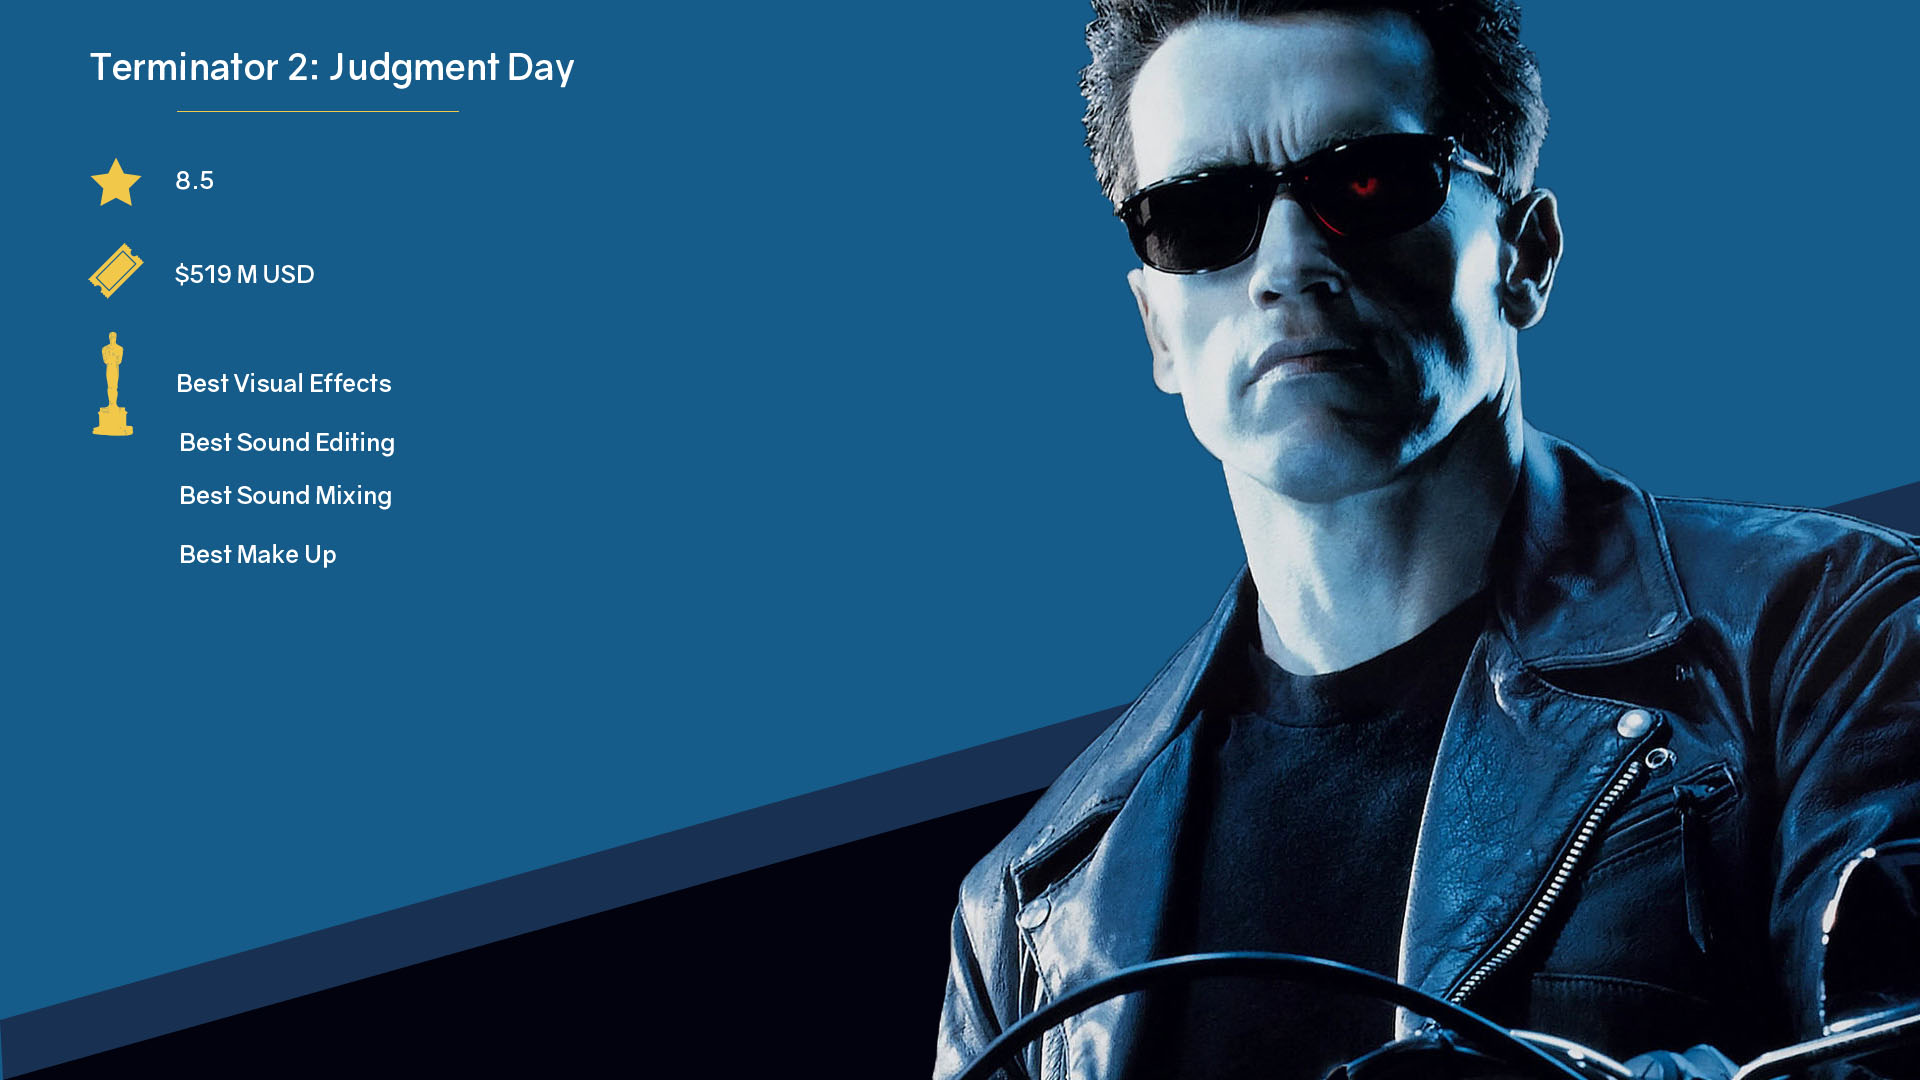 Terminator 2: Judgment Day
8.5
$519 M USD
Best Visual Effects
Best Sound Editing
Best Sound Mixing
Best Make Up